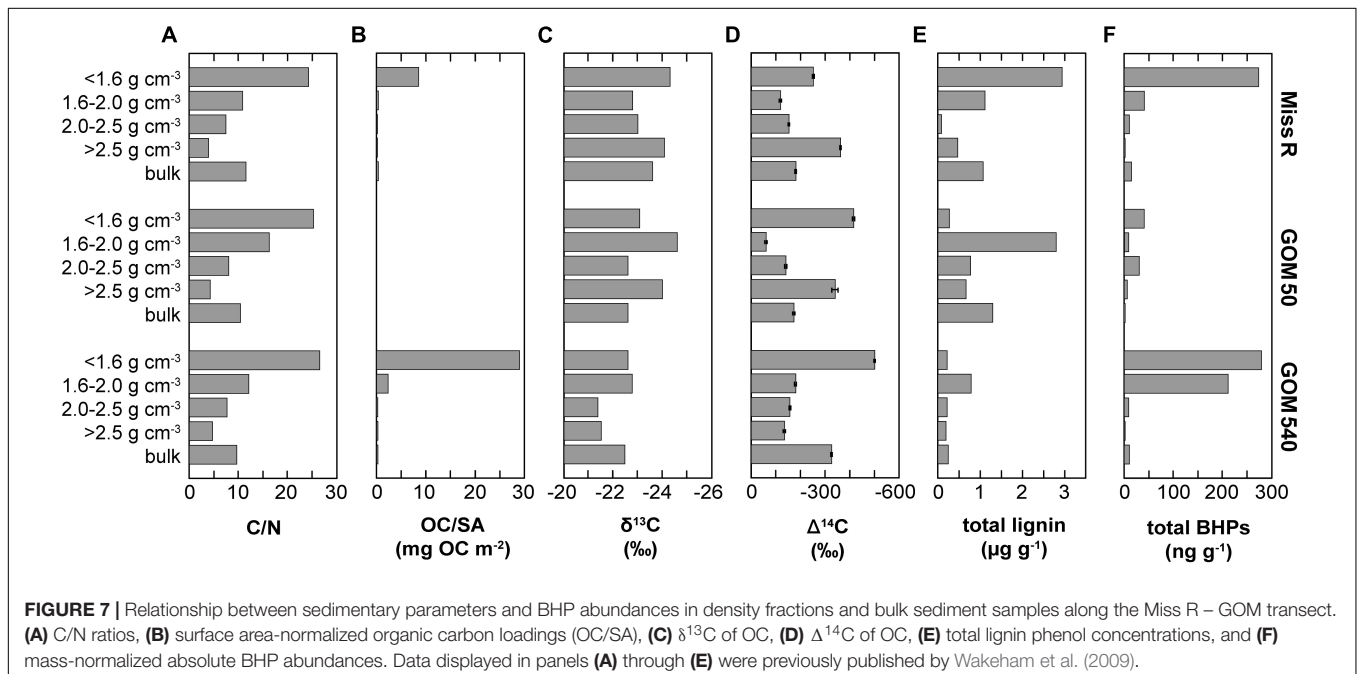 A B C D E F
<1.6 g cm-3
1.6-2.0 g cm-3
2.0-2.5 g cm-3
>2.5 g cm-3
bulk
Miss R
<1.6 g cm-3
1.6-2.0 g cm-3
2.0-2.5 g cm-3
>2.5 g cm-3
bulk
GOM 50
<1.6 g cm-3
1.6-2.0 g cm-3
2.0-2.5 g cm-3
>2.5 g cm-3
bulk
GOM 540
0 10 20 30 0 10 20 30 -20 -22 -24 -26 0 -300 -600 0 1 2 3 0 100 200 300
C/N OC/SA δ13C Δ14C total lignin total BHPs
(mg OC m-2) (‰) (‰) (µg g-1) (ng g-1)
FIGURE 7 | Relationship between sedimentary parameters and BHP abundances in density fractions and bulk sediment samples along the Miss R – GOM transect.
(A) C/N ratios, (B) surface area-normalized organic carbon loadings (OC/SA), (C) δ13C of OC, (D) Δ14C of OC, (E) total lignin phenol concentrations, and (F)
mass-normalized absolute BHP abundances. Data displayed in panels (A) through (E) were previously published by Wakeham et al. (2009).